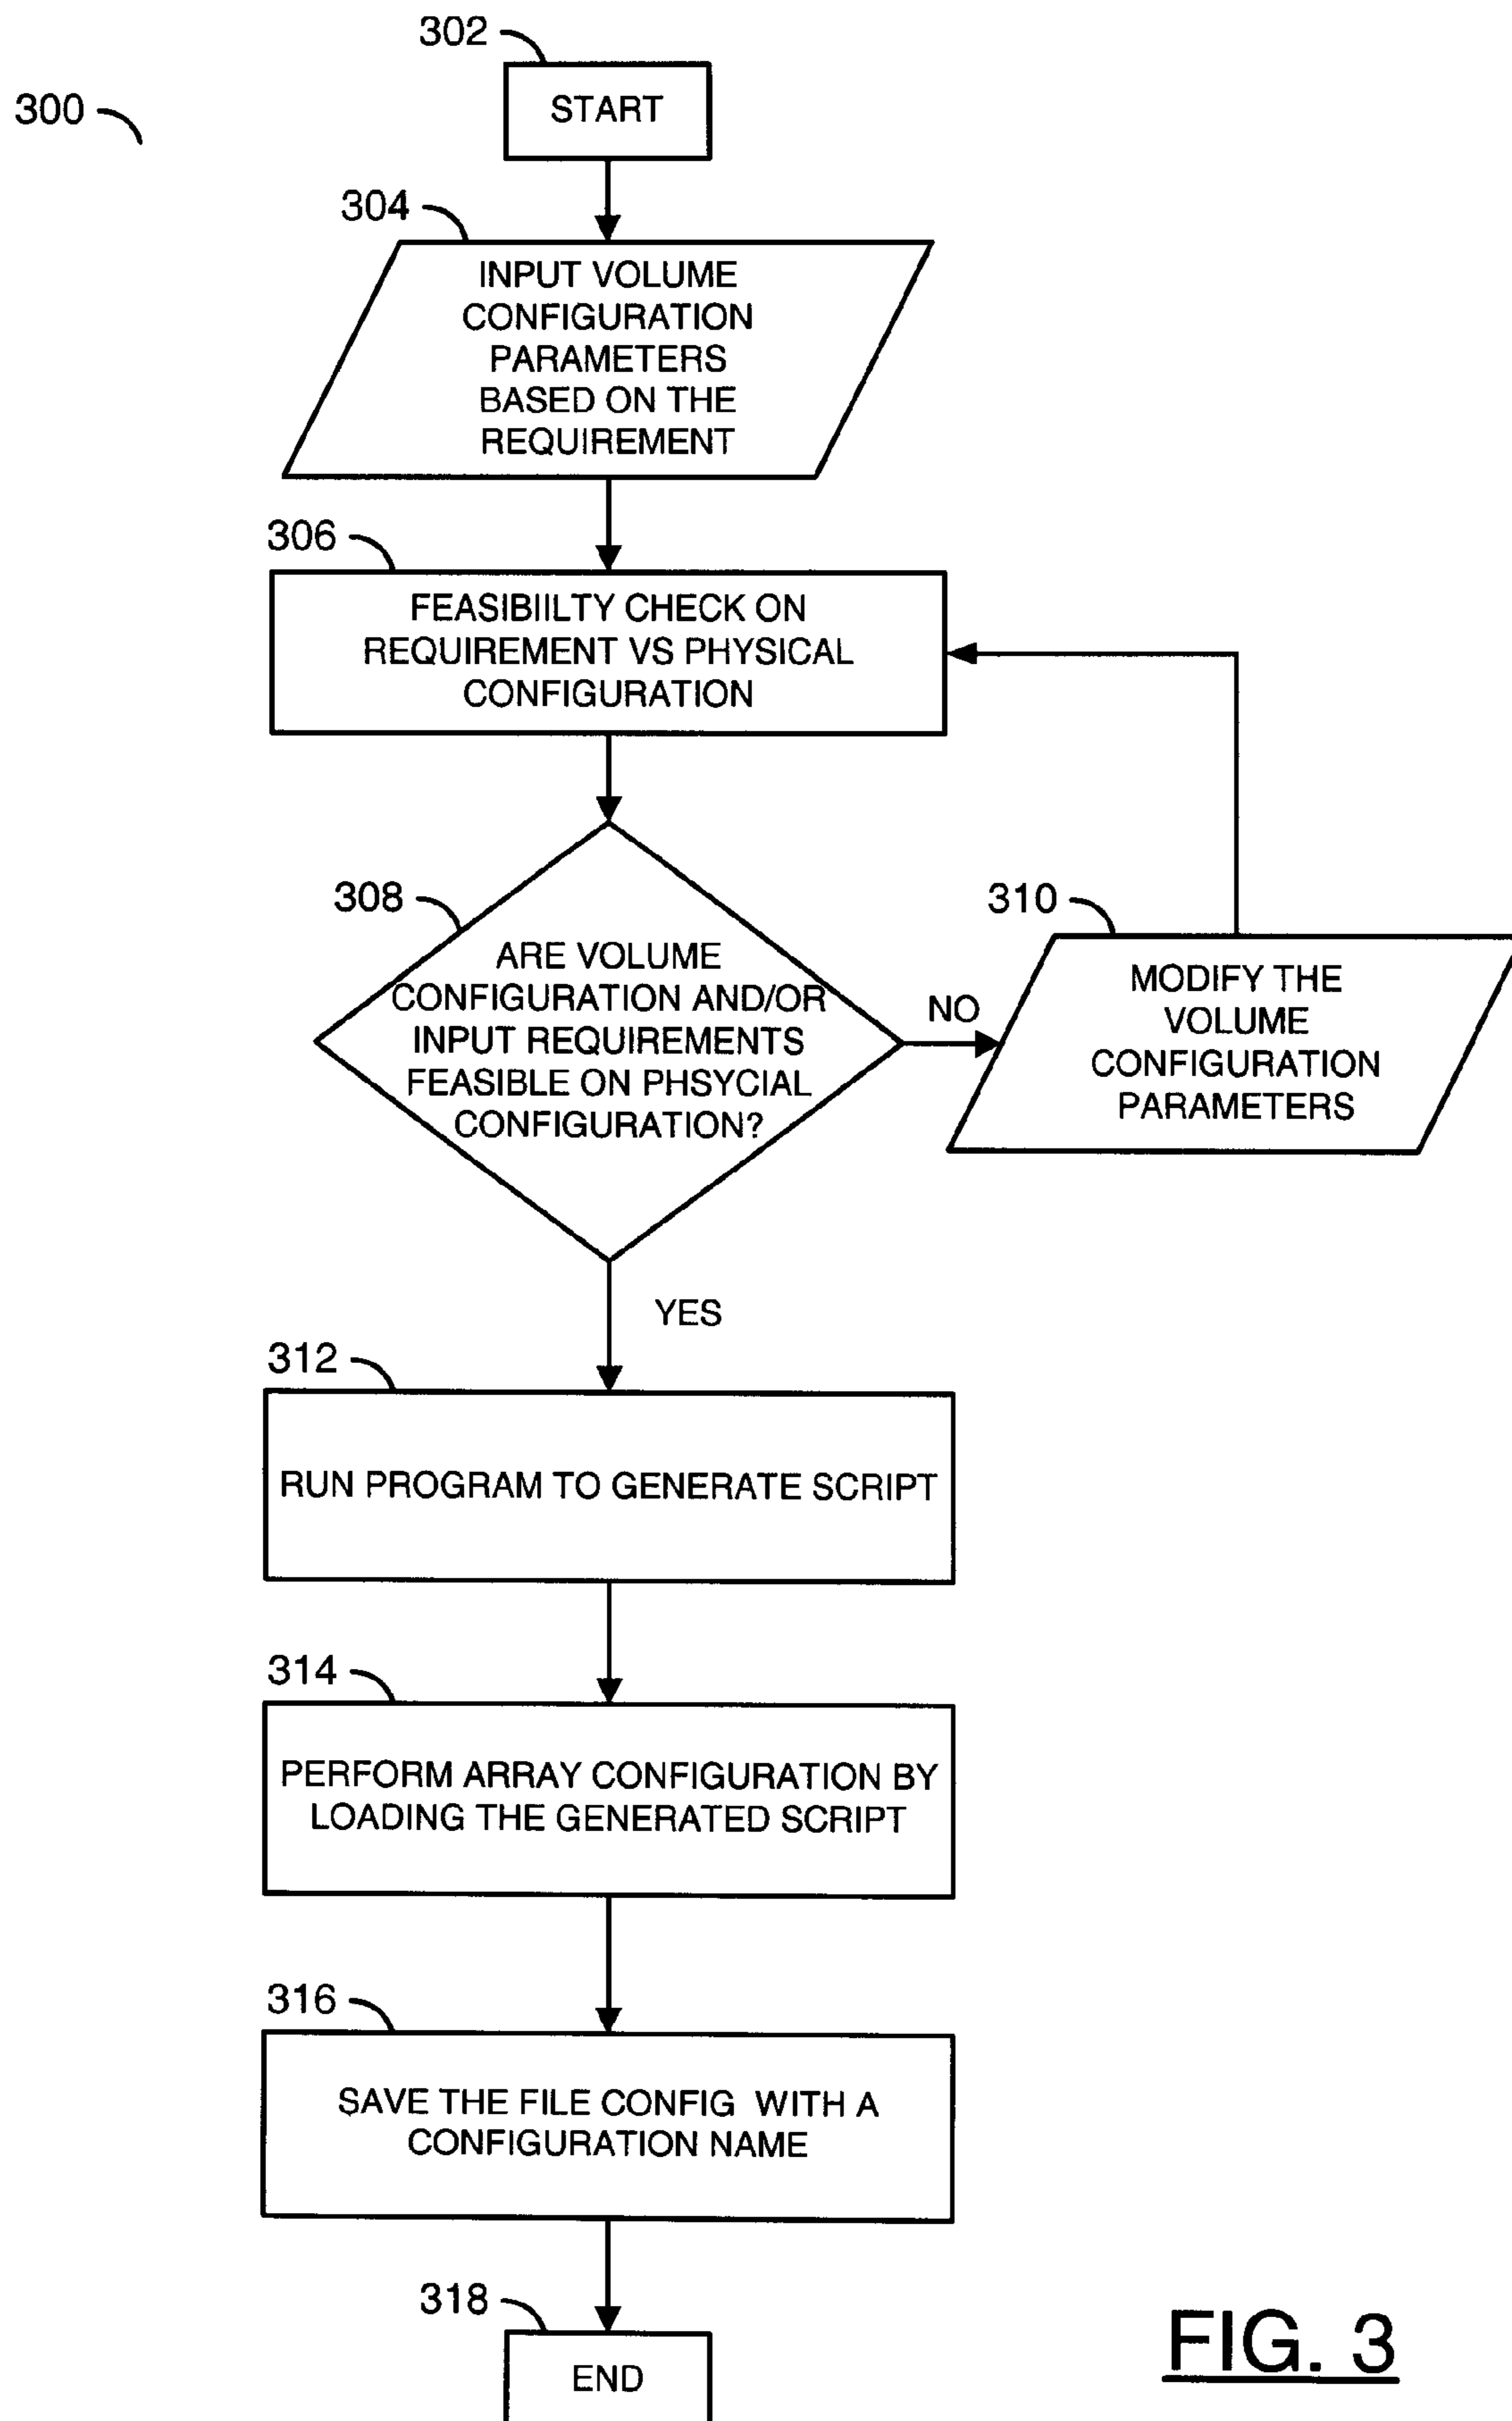 302
START
300
304
INPUT VOLUME
CONFIGURATION
PARAMETERS
BASED ON THE
REQUIREMENT
306
FEASIBIILTY CHECK ON
REQUIREMENT VS PHYSICAL
CONFIGURATION
308
ARE VOLUME
CONFIGURATION AND/OR
INPUT REQUIREMENTS
FEASIBLE ON PHSYCIAL
CONFIGURATION?
NO
310
MODIFY THE
VOLUME
CONFIGURATION
PARAMETERS
YES
312
RUN PROGRAM TO GENERATE SCRIPT
314
PERFORM ARRAY CONFIGURATION BY
LOADING THE GENERATED SCRIPT
316
SAVE THE FILE CONFIG WITH A
CONFIGURATION NAME
318
END
FIG. 3